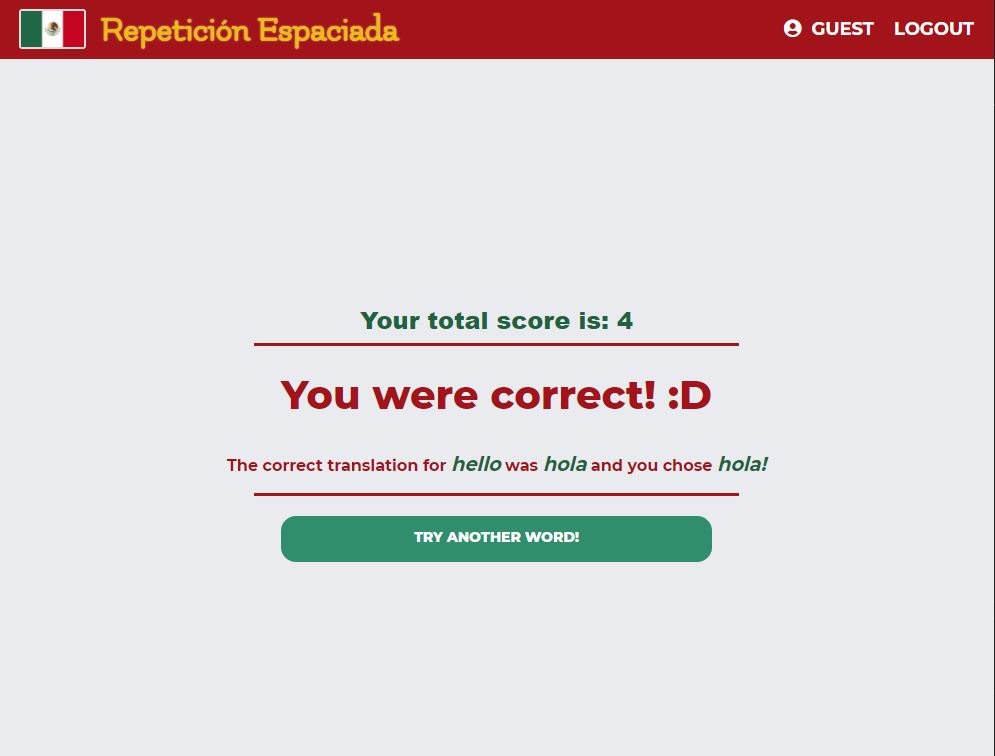 Repetición Espaciada
GUEST LOGOUT
Your total score is: 4
You were correct! :D
The correct translation for hello was hola and you chose hola!
TRY ANOTHER WORD!